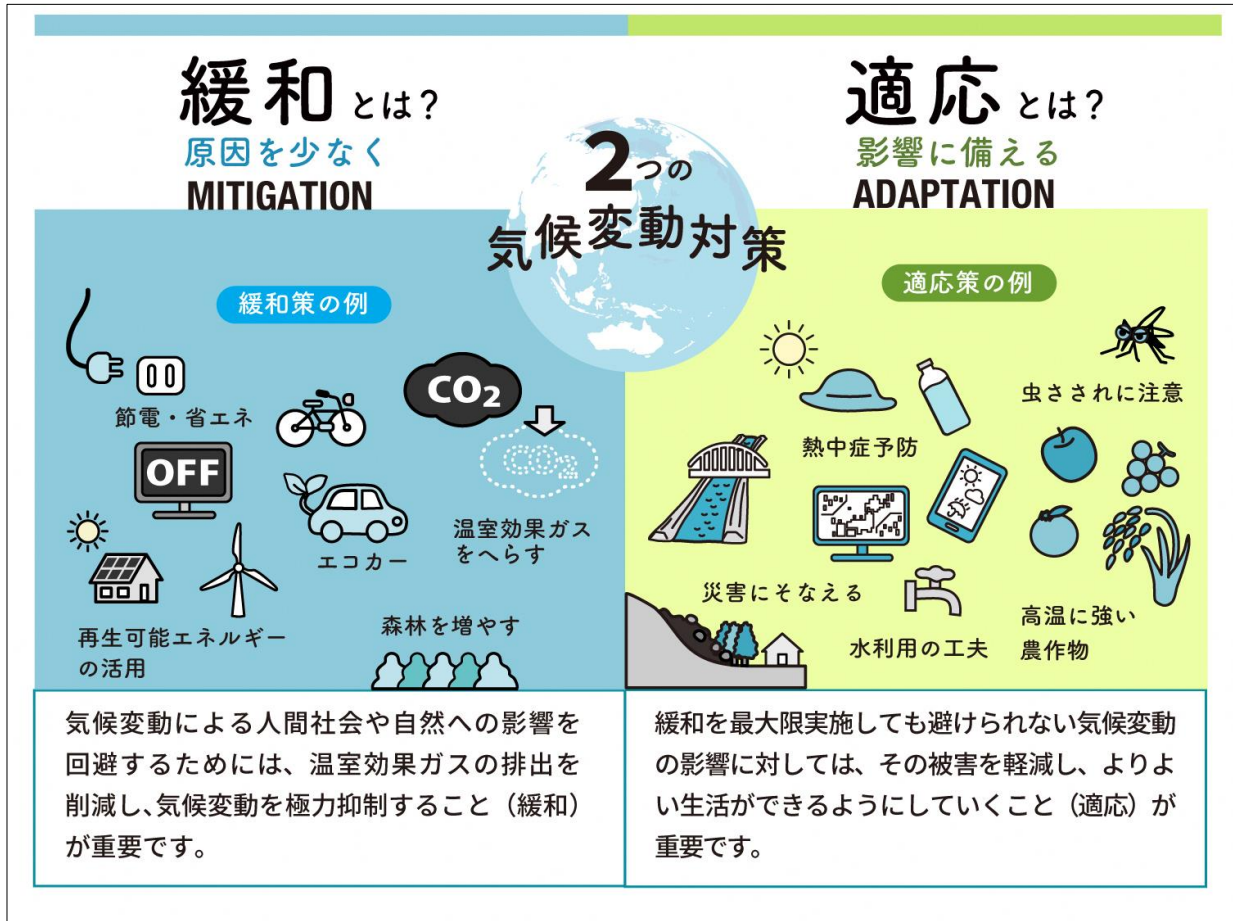 緩和とは?
原因を少なく
MITIGATION
2つの
気候変動対策
適応とは?
影響に備える
ADAPTATION
緩和策の例
節電・省エネ
OFF
CO₂
CO₂
温室効果ガス
をへらす
エコカー
再生可能エネルギー
の活用
森林を増やす
適応策の例
虫さされに注意
熱中症予防
災害にそなえる
水利用の工夫
高温に強い
農作物
気候変動による人間社会や自然への影響を
回避するためには、温室効果ガスの排出を
削減し、気候変動を極力抑制すること(緩和)
が重要です。
緩和を最大限実施しても避けられない気候変動
の影響に対しては、その被害を軽減し、よりよ
い生活ができるようにしていくこと(適応)が
重要です。